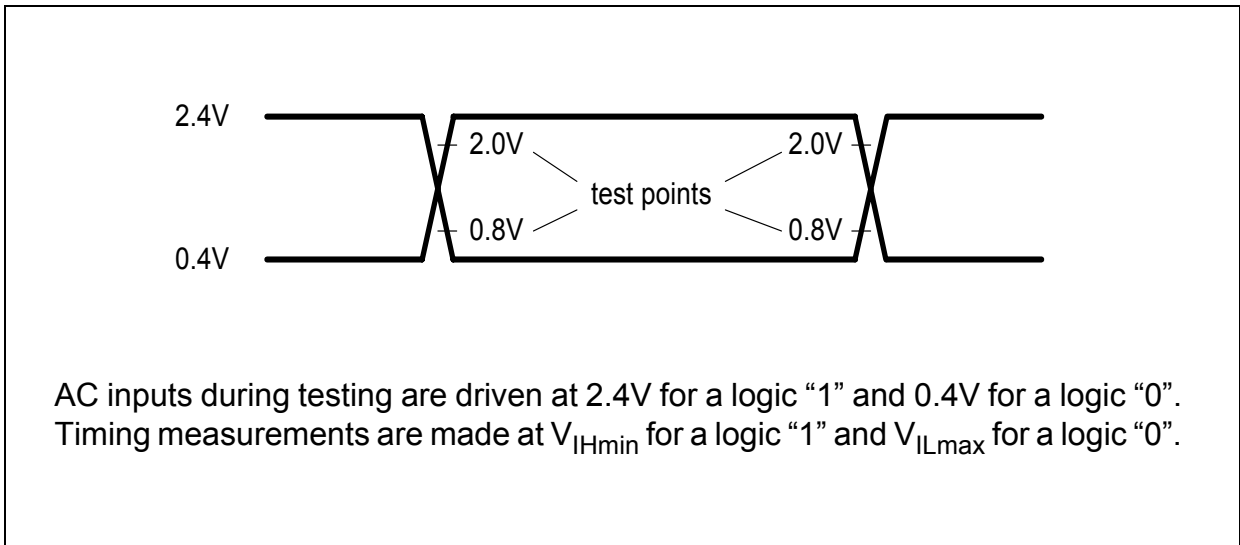 2.4V
2.0V 2.0V
test points
0.8V 0.8V
0.4V
AC inputs during testing are driven at 2.4V for a logic “1” and 0.4V for a logic “0”.
Timing measurements are made at VIHmin for a logic “1” and VILmax for a logic “0”.